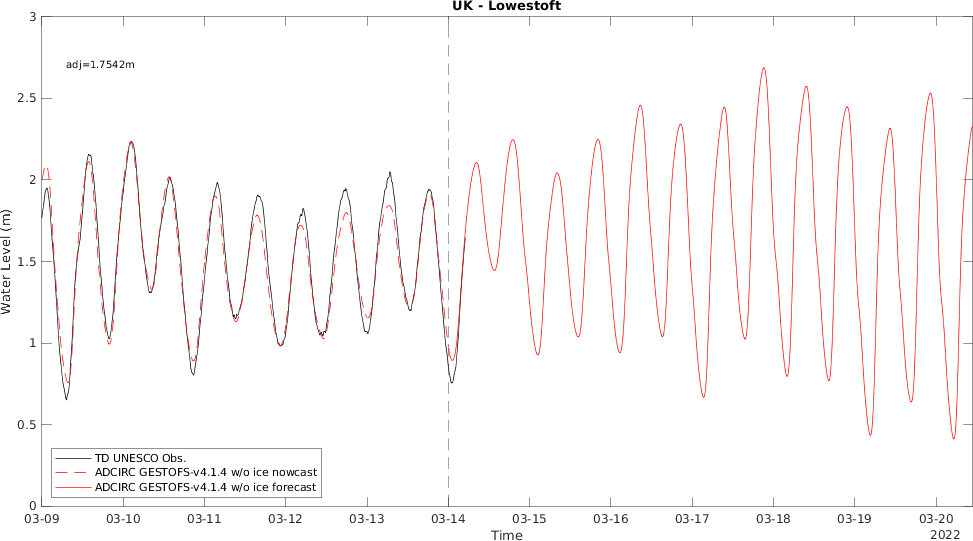 UK - Lowestoft
adj=1.7542m
Water Level (m)
3
2.5
2
1.5
1
0.5
0
TD UNESCO Obs.
ADCIRC GESTOFS-v4.1.4 w/o ice nowcast
ADCIRC GESTOFS-v4.1.4 w/o ice forecast
03-09 03-10 03-11 03-12 03-13 03-14 03-15 03-16 03-17 03-18 03-19 03-20
Time 2022